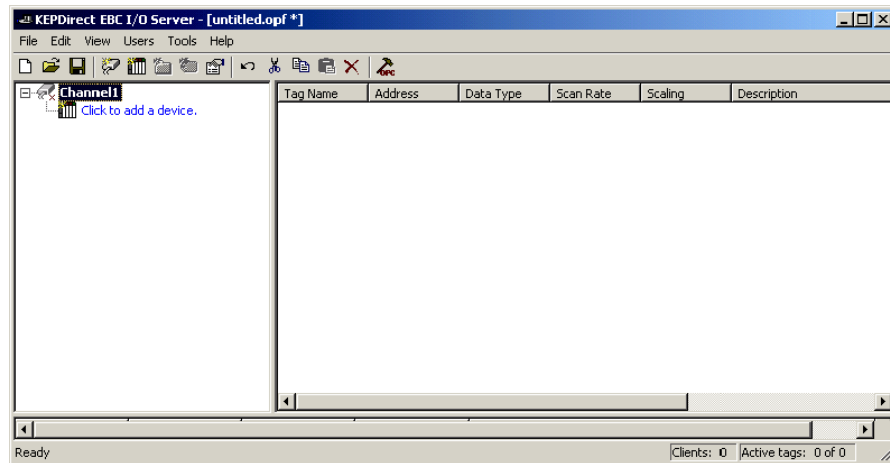 KEPDirect EBC I/O Server - [untitled.opf *]
File Edit View Users Tools Help
OPC
Channel1
Click to add a device.
Tag Name Address Data Type Scan Rate Scaling Description
Ready
Clients: 0 Active tags: 0 of 0